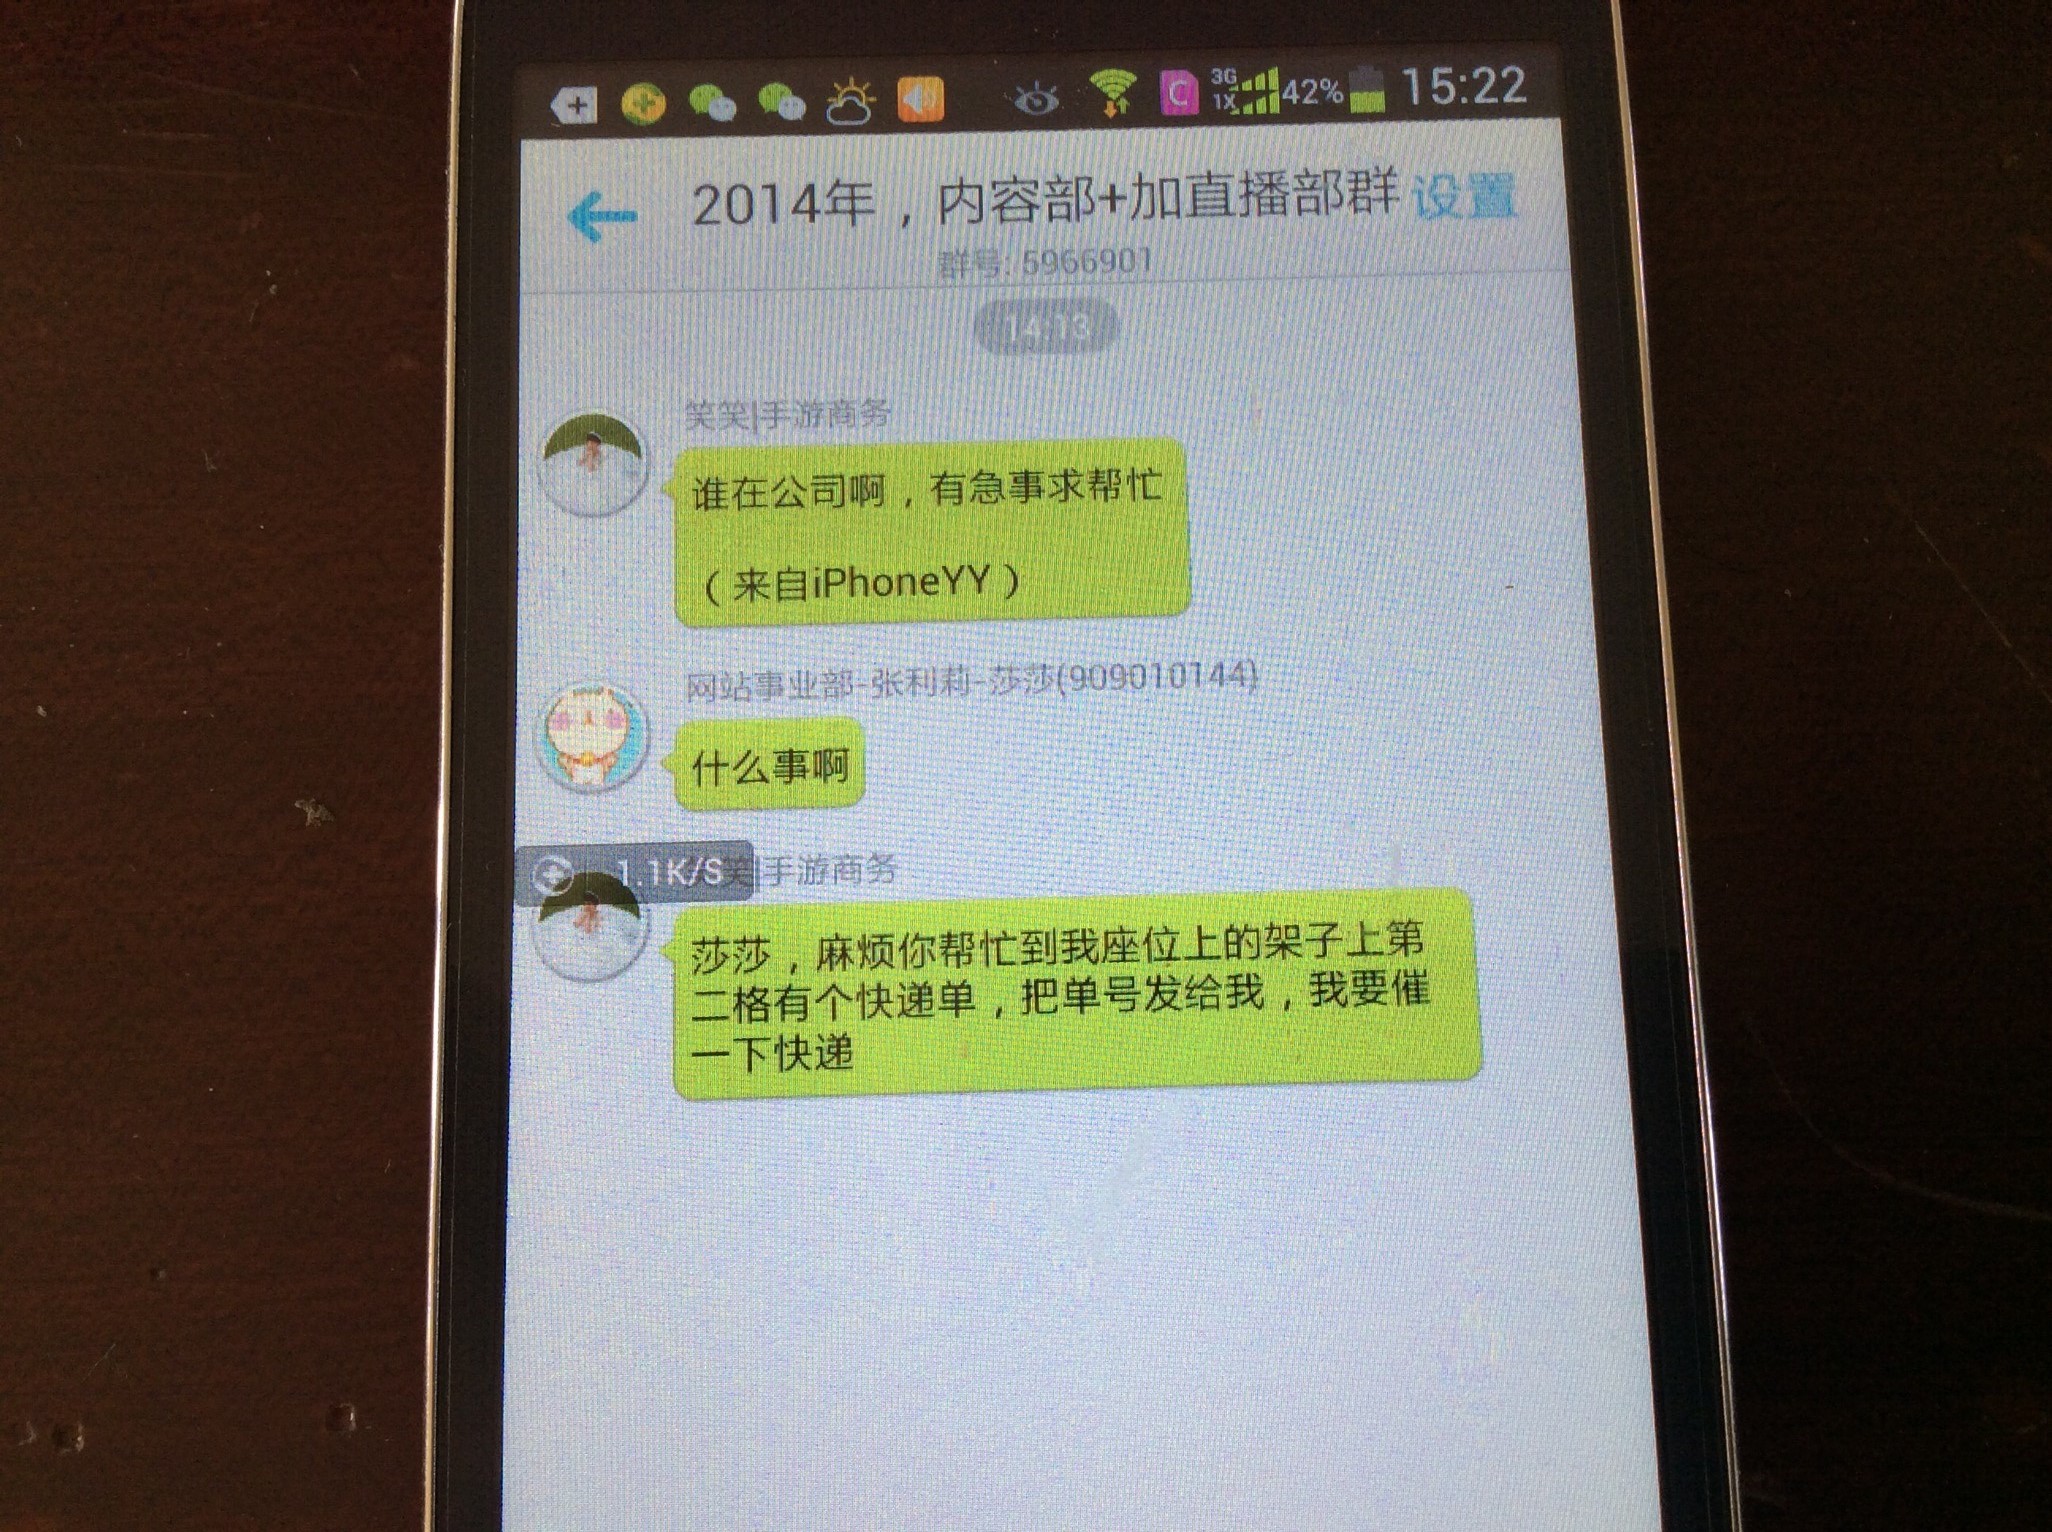 3G
1X
42%
15:22
2014年，内容部+加直播部群
设置
群号: 5966901
14:13
笑笑|手游商务
谁在公司啊，有急事求帮忙
（来自iPhoneYY）
网站事业部-张利莉-莎莎(909010144)
什么事啊
1.1K/S
笑|手游商务
莎莎，麻烦你帮忙到我座位上的架子上第
二格有个快递单，把单号发给我，我要催
一下快递